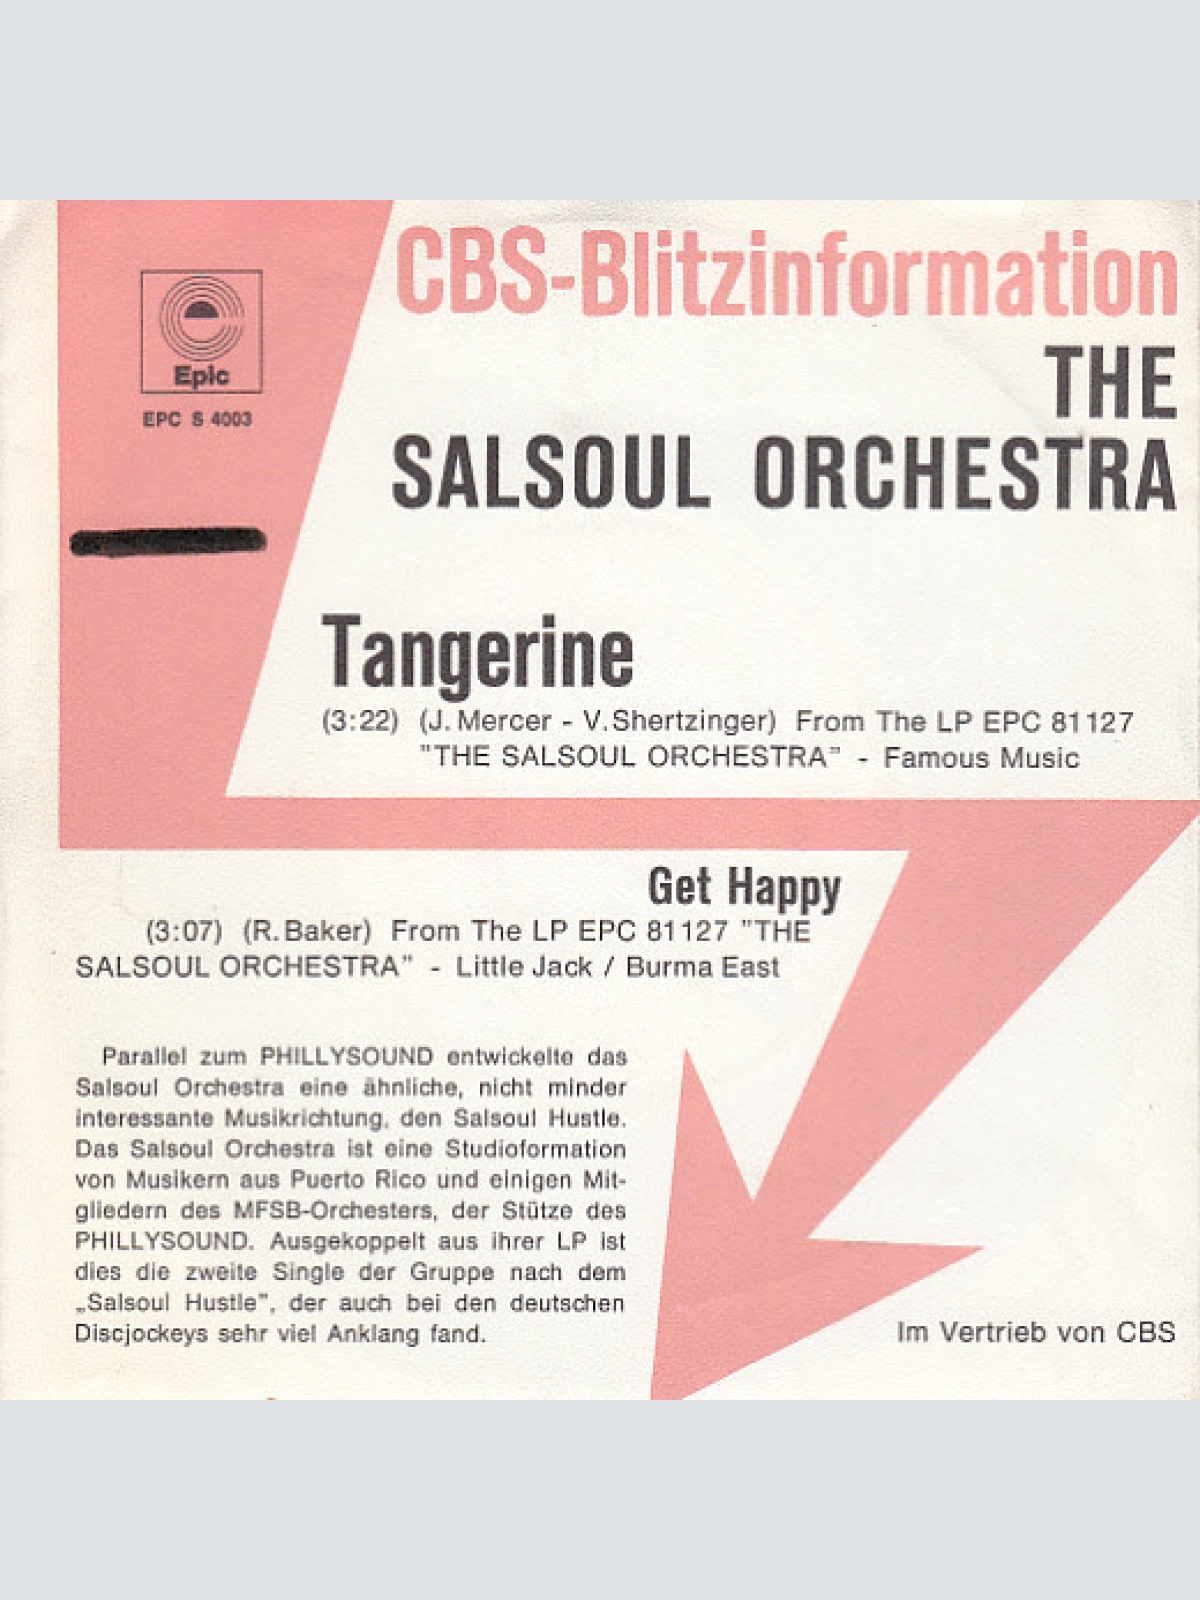 CBS-Blitzinformation
Epic
EPC S 4003
THE
SALSOUL ORCHESTRA
Tangerine
(3:22) (J. Mercer - V. Shertzinger) From The LP EPC 81127
"THE SALSOUL ORCHESTRA" - Famous Music
Get Happy
(3:07) (R. Baker) From The LP EPC 81127 "THE
SALSOUL ORCHESTRA" - Little Jack / Burma East
Parallel zum PHILLYSOUND entwickelte das
Salsoul Orchestra eine ähnliche, nicht minder
interessante Musikrichtung, den Salsoul Hustle.
Das Salsoul Orchestra ist eine Studioformation
von Musikern aus Puerto Rico und einigen Mit-
gliedern des MFSB-Orchesters, der Stütze des
PHILLYSOUND. Ausgekoppelt aus ihrer LP ist
dies die zweite Single der Gruppe nach dem
„Salsoul Hustle", der auch bei den deutschen
Discjockeys sehr viel Anklang fand.
Im Vertrieb von CBS